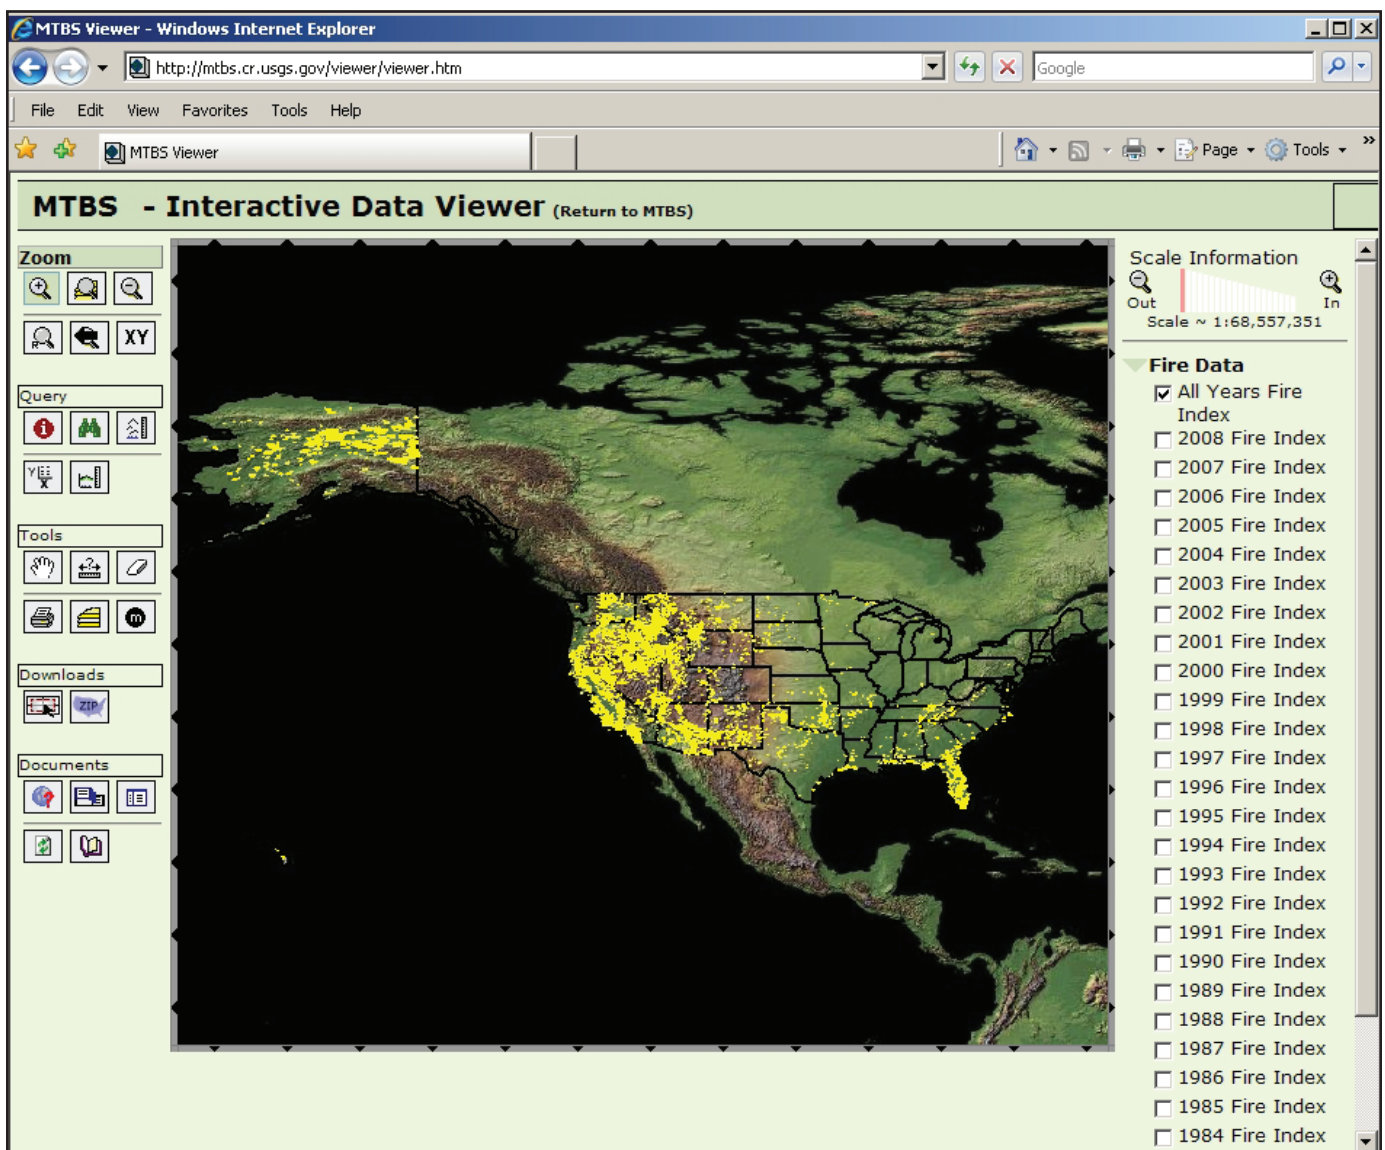 MTBS Viewer - Windows Internet Explorer
http://mtbs.cr.usgs.gov/viewer/viewer.htm
Google
File Edit View Favorites Tools Help
MTBS Viewer
Page Tools
MTBS - Interactive Data Viewer (Return to MTBS)
Zoom
R
XY
Query
Y
X
Tools
m
Downloads
ZIP
Documents
Scale Information
Out In
Scale ~ 1:68,557,351
Fire Data
All Years Fire
Index
2008 Fire Index
2007 Fire Index
2006 Fire Index
2005 Fire Index
2004 Fire Index
2003 Fire Index
2002 Fire Index
2001 Fire Index
2000 Fire Index
1999 Fire Index
1998 Fire Index
1997 Fire Index
1996 Fire Index
1995 Fire Index
1994 Fire Index
1993 Fire Index
1992 Fire Index
1991 Fire Index
1990 Fire Index
1989 Fire Index
1988 Fire Index
1987 Fire Index
1986 Fire Index
1985 Fire Index
1984 Fire Index